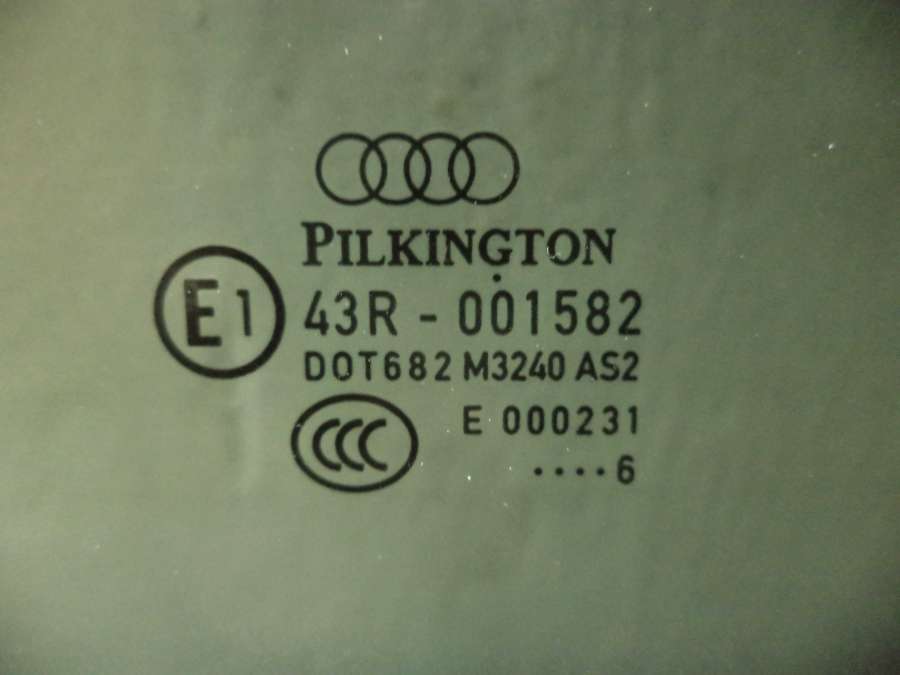 PILKINGTON
E1 43R - 001582
DOT682 M3240 AS2
CCC E 000231
....6